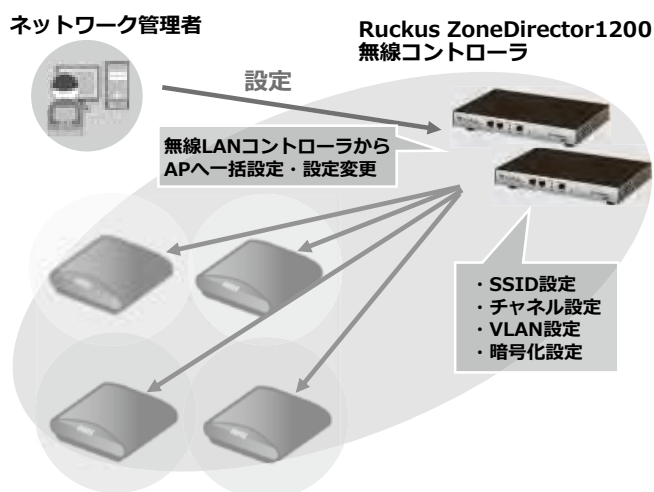 ネットワーク管理者
Ruckus ZoneDirector1200
無線コントローラ
設定
無線LANコントローラから
APへ一括設定・設定変更
・SSID設定
・チャネル設定
・VLAN設定
・暗号化設定